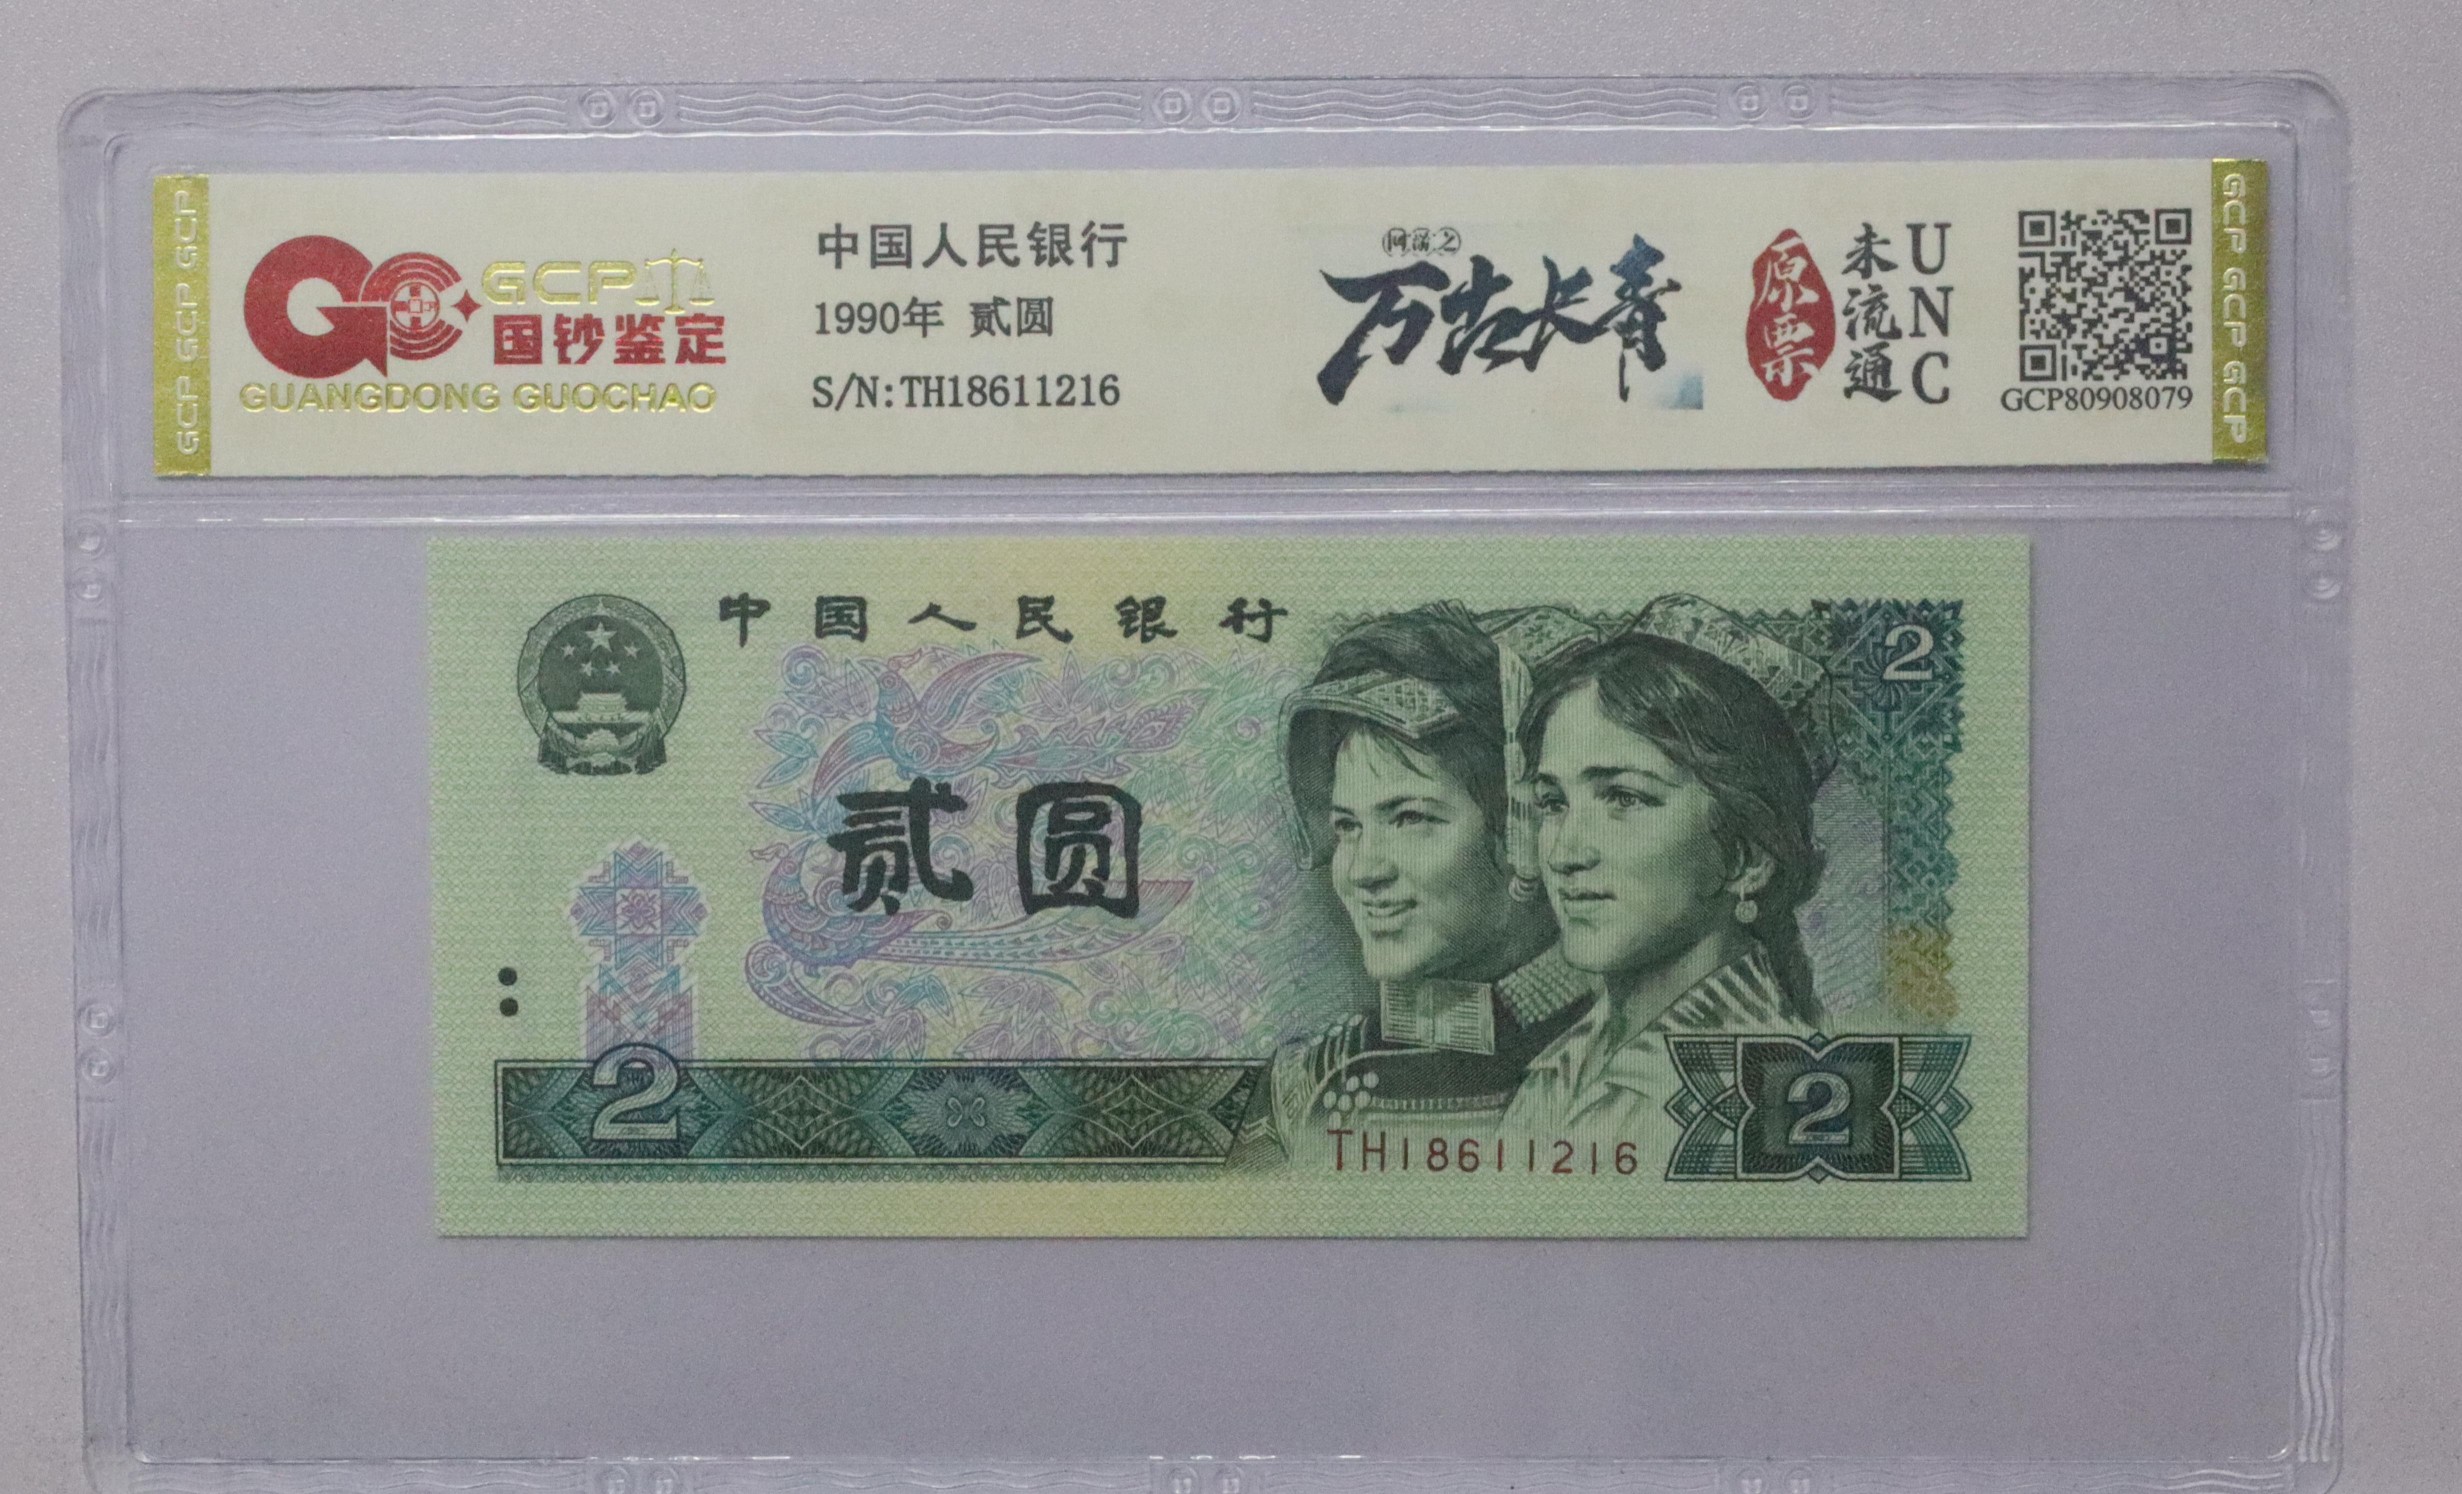 GCP GCP GCP
GCP
国钞鉴定
GUANGDONG GUOCHAO
中国人民银行
1990年 贰圆
S/N:TH18611216
万古长青
原票
未流通
UNC
GCP80908079
GCP GCP GCP
中国人民银行
2
贰圆
2
TH18611216
2